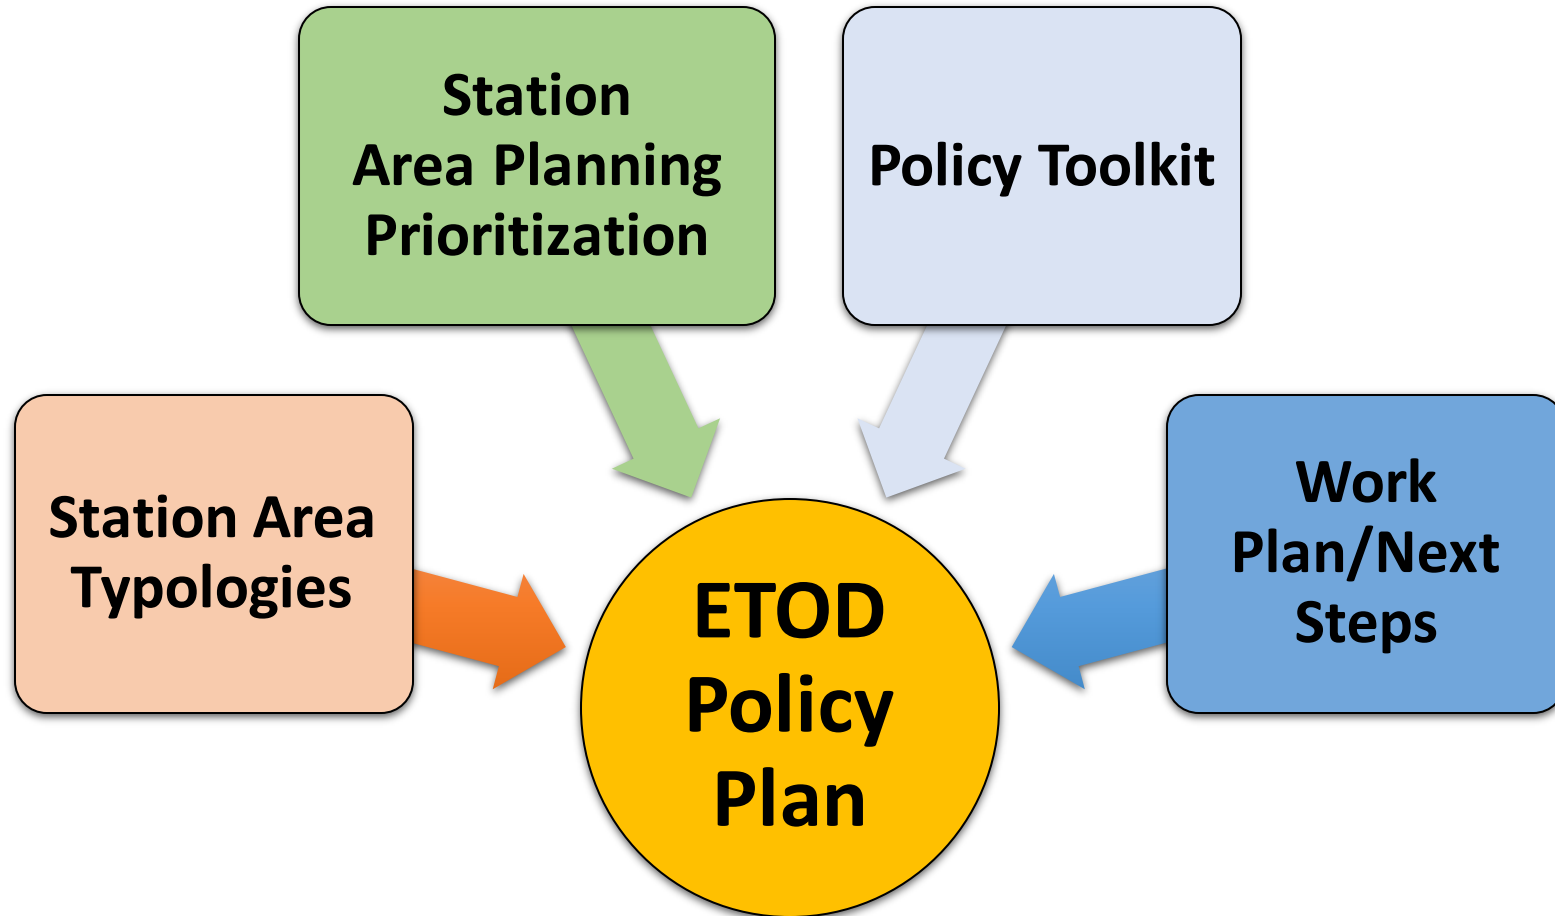 Station
Area Planning
Prioritization
Policy Toolkit
Station Area
Typologies
Work
Plan/Next
Steps
ETOD
Policy
Plan